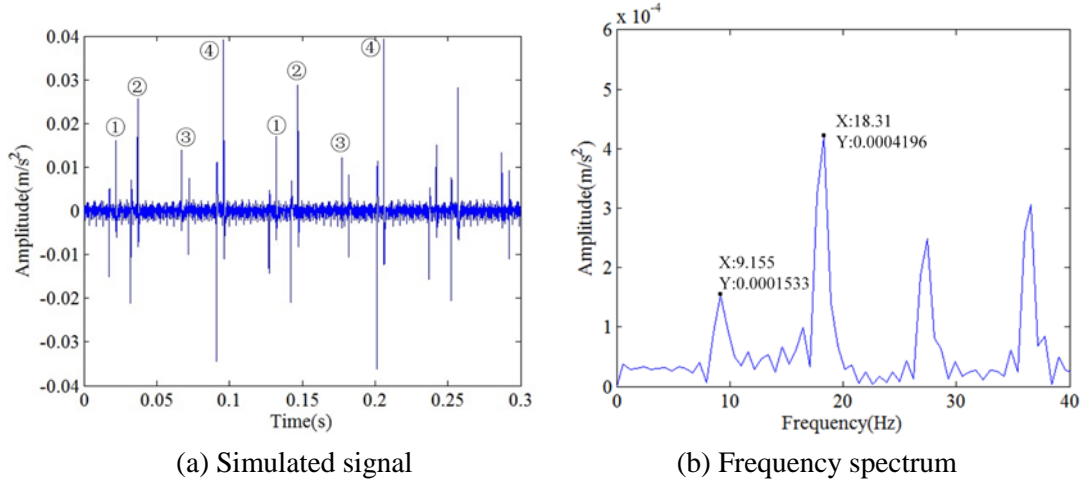 0.04
0.03
0.02
0.01
0
-0.01
-0.02
-0.03
-0.04
Amplitude(m/s²)
① ② ③ ④ ① ② ③ ④
0 0.05 0.1 0.15 0.2 0.25 0.3
Time(s)
(a) Simulated signal
x 10⁻⁴
6
5
4
3
2
1
0
Amplitude(m/s²)
X:18.31
Y:0.0004196
X:9.155
Y:0.0001533
0 10 20 30 40
Frequency(Hz)
(b) Frequency spectrum